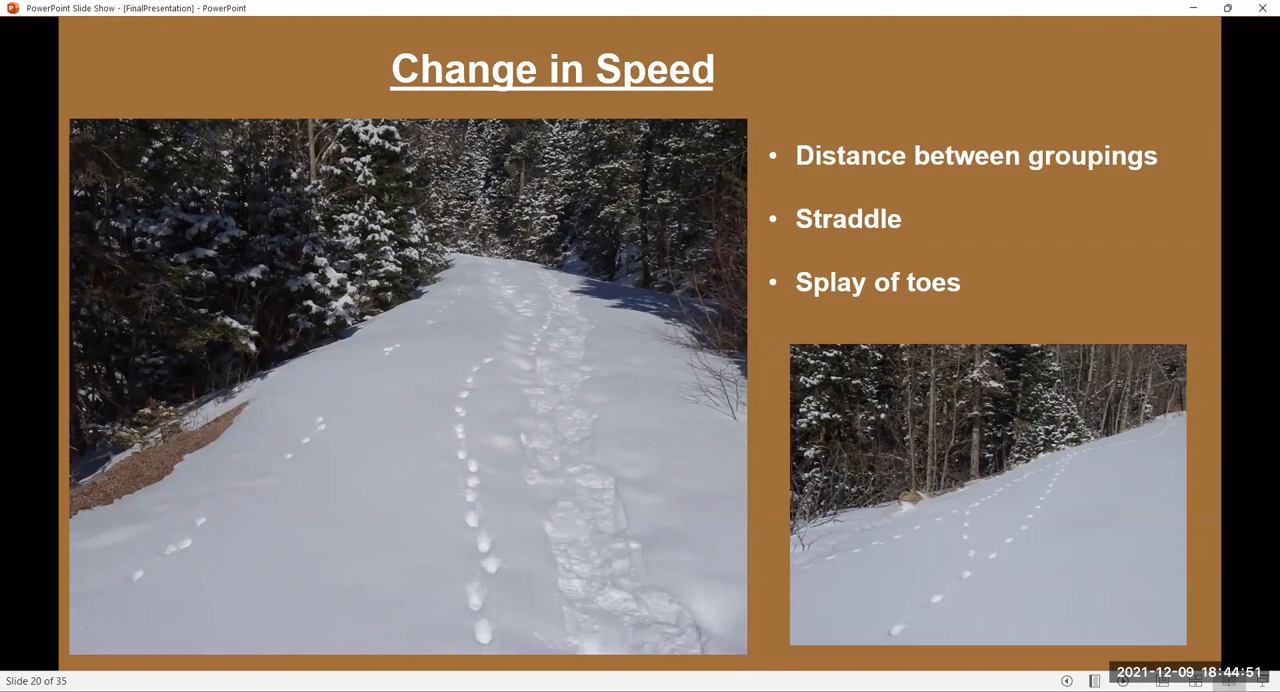 PowerPoint Slide Show - [FinalPresentation] - PowerPoint
Change in Speed
• Distance between groupings
• Straddle
• Splay of toes
Slide 20 of 35
2021-12-09 18:44:51